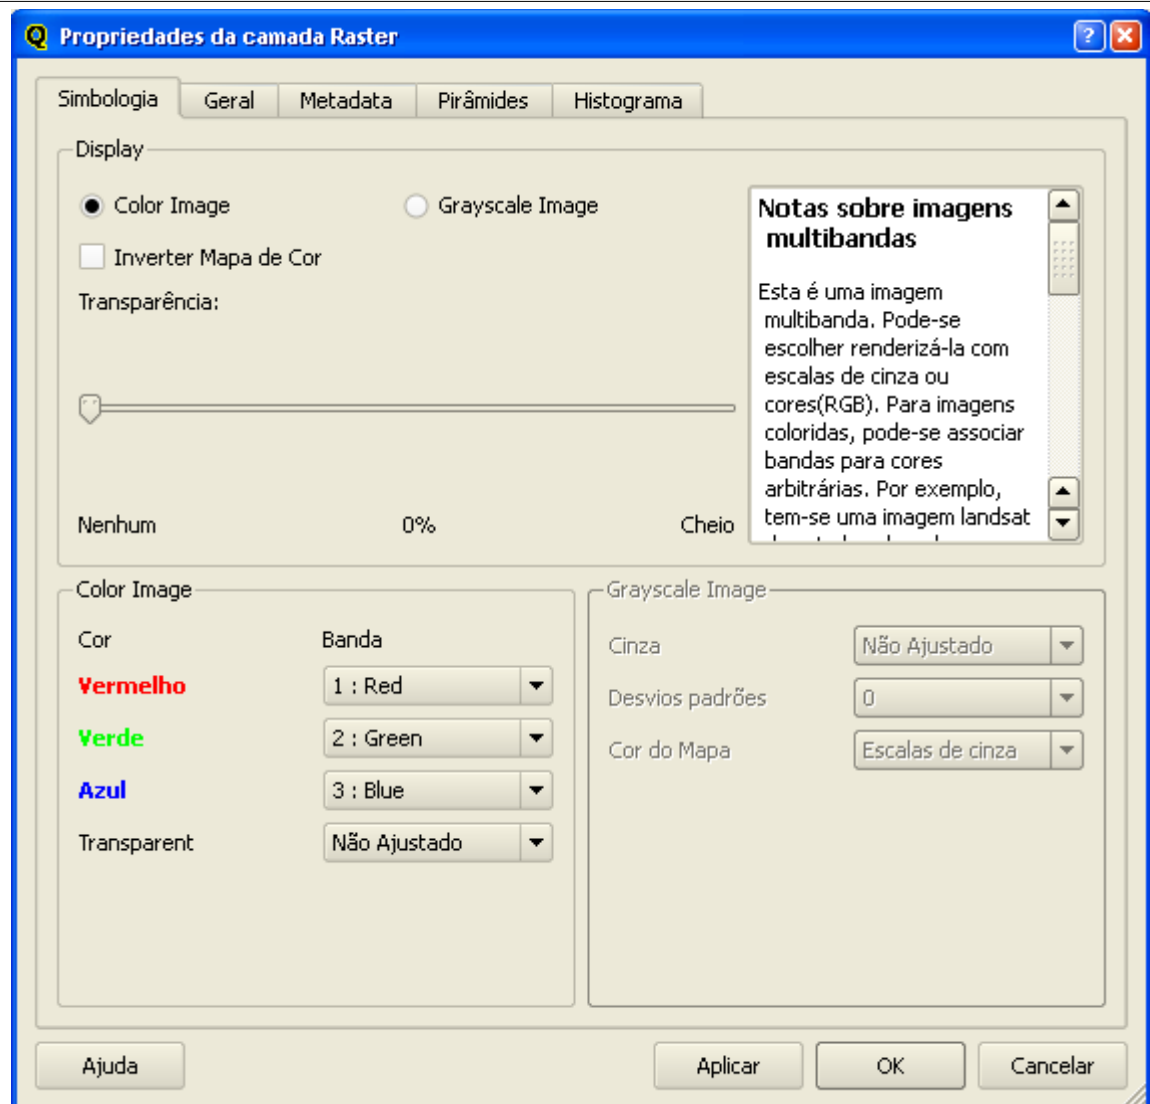 Propriedades da camada Raster
Simbologia Geral Metadata Pirâmides Histograma
Display
Color Image Grayscale Image
Inverter Mapa de Cor
Transparência:
Nenhum 0% Cheio
Notas sobre imagens
multibandas
Esta é uma imagem
multibanda. Pode-se
escolher renderizá-la com
escalas de cinza ou
cores(RGB). Para imagens
coloridas, pode-se associar
bandas para cores
arbitrárias. Por exemplo,
tem-se uma imagem landsat
Color Image
Cor Banda
Vermelho 1 : Red
Verde 2 : Green
Azul 3 : Blue
Transparent Não Ajustado
Grayscale Image
Cinza Não Ajustado
Desvios padrões 0
Cor do Mapa Escalas de cinza
Ajuda Aplicar OK Cancelar